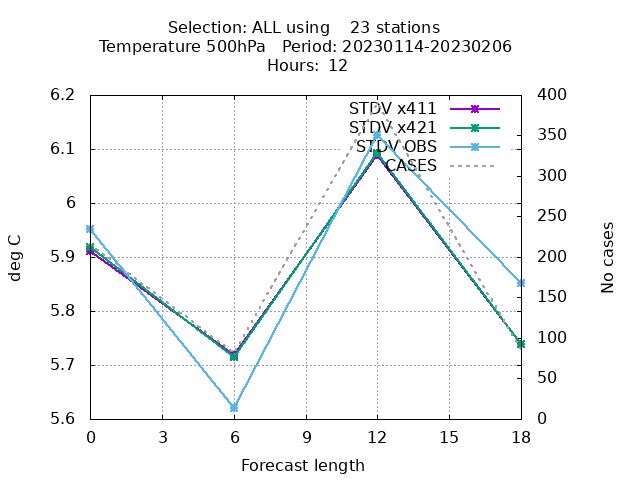 Selection: ALL using    23 stations
Temperature 500hPa   Period: 20230114-20230206
Hours: 12
STDV x411
STDV x421
STDV OBS
CASES
6.2
6.1
6
5.9
5.8
5.7
5.6
400
350
300
250
200
150
100
50
0
deg C
No cases
0 3 6 9 12 15 18
Forecast length